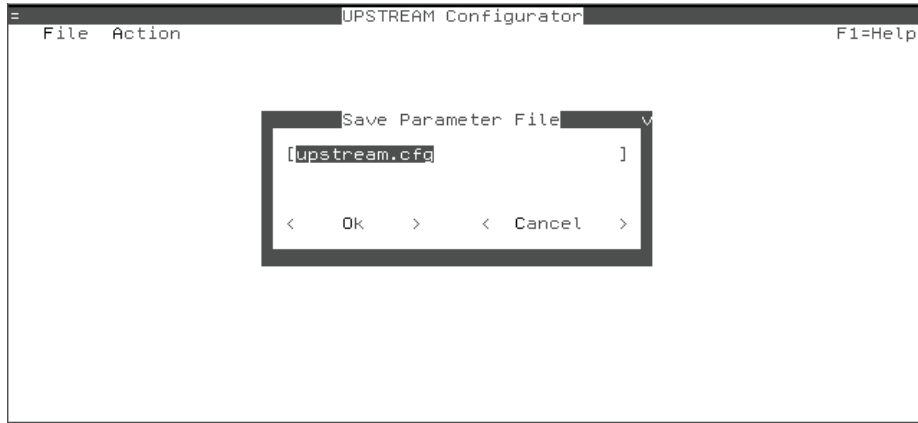 = UPSTREAM Configurator
File Action F1=Help
Save Parameter File v
[upstream.cfg ]
< Ok > < Cancel >